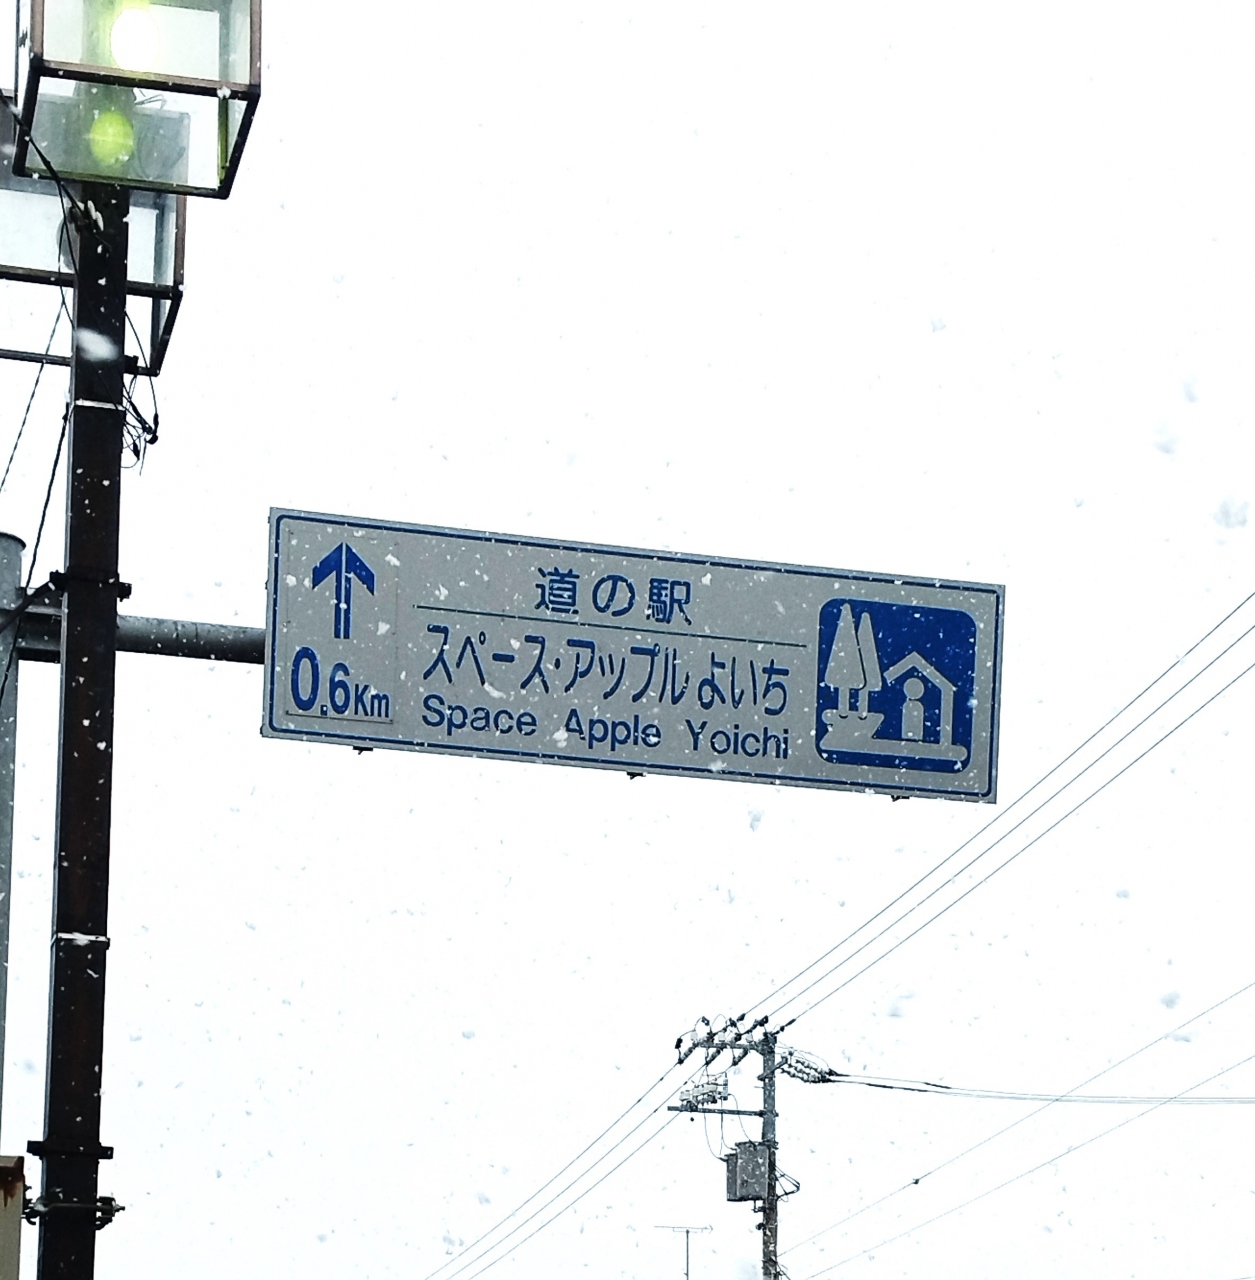 道の駅
スペース・アップルよいち
Space Apple Yoichi
0.6Km